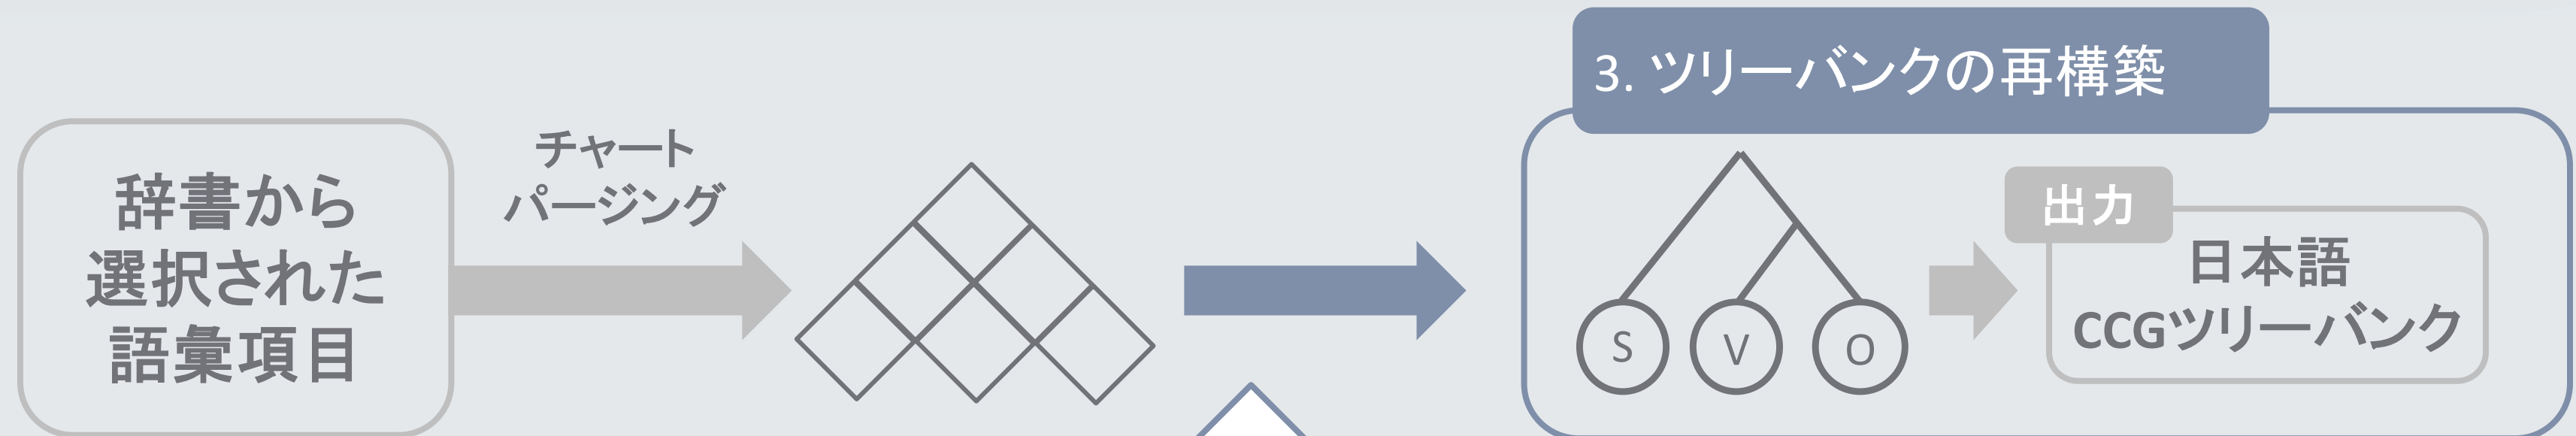 3. ツリーバンクの再構築
辞書から
選択された
語彙項目
チャート
パージング
S
V
O
出力
日本語
CCGツリーバンク